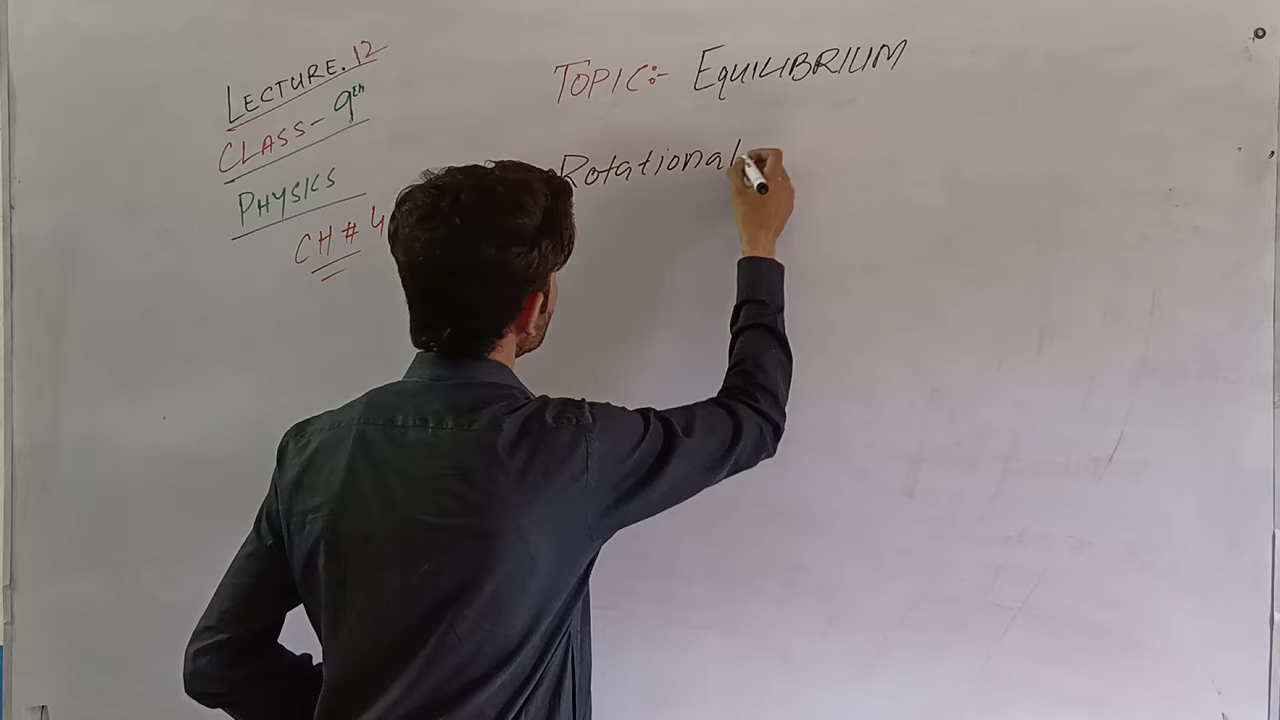 LECTURE. 12
CLASS - 9th
PHYSICS
CH # 4
TOPIC:- EQUILIBRIUM
Rotational